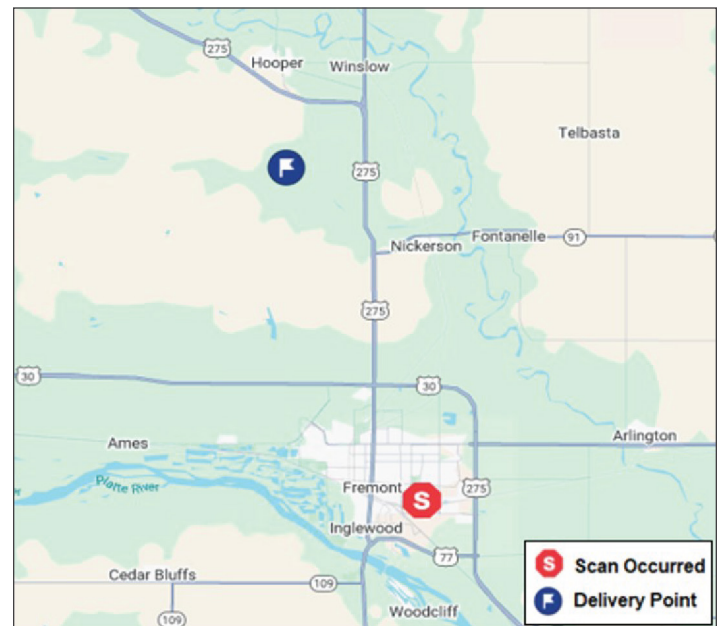 275
Hooper
Winslow
Telbasta
275
Nickerson
Fontanelle
91
275
30
30
Ames
Arlington
Platte River
Fremont
S
275
Inglewood
77
Cedar Bluffs
109
109
Woodcliff
S Scan Occurred
Delivery Point